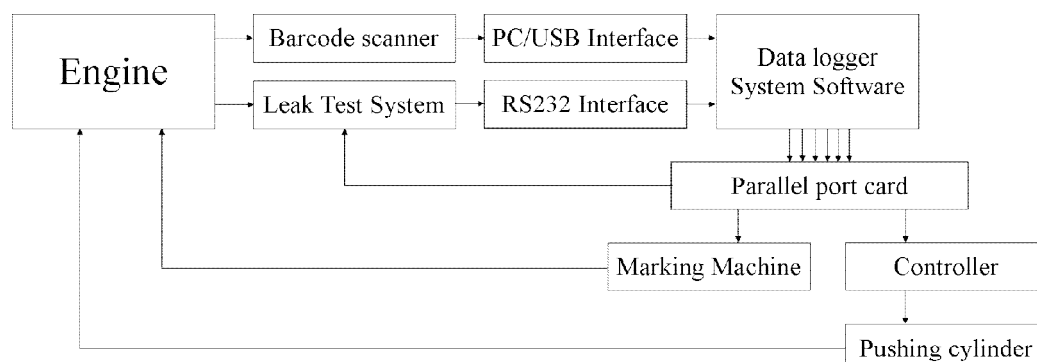 Engine
Barcode scanner
PC/USB Interface
Data logger
System Software
Leak Test System
RS232 Interface
Parallel port card
Marking Machine
Controller
Pushing cylinder